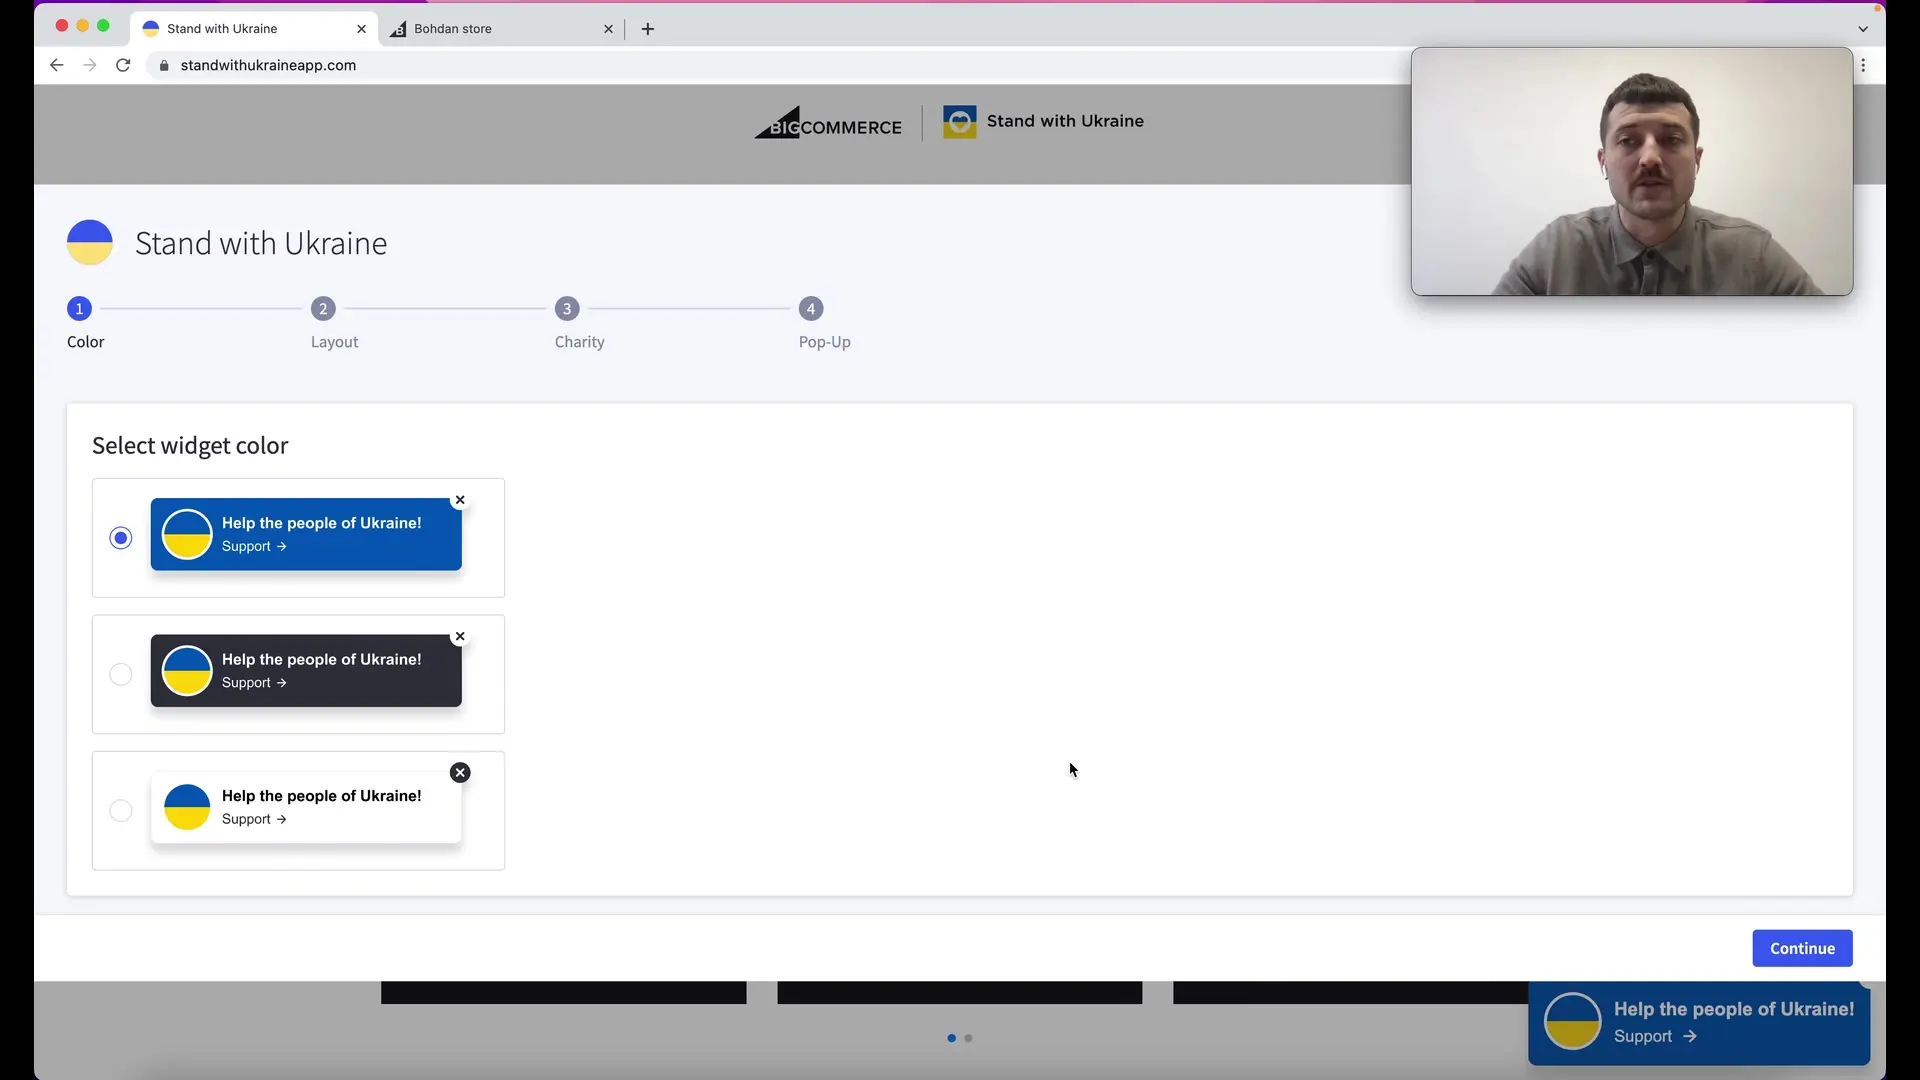 Stand with Ukraine
Bohdan store
standwithukraineapp.com
BIGCOMMERCE
Stand with Ukraine
Stand with Ukraine
1
2
3
4
Color
Layout
Charity
Pop-Up
Select widget color
Help the people of Ukraine!
Support →
Help the people of Ukraine!
Support →
Help the people of Ukraine!
Support →
Continue
Help the people of Ukraine!
Support →